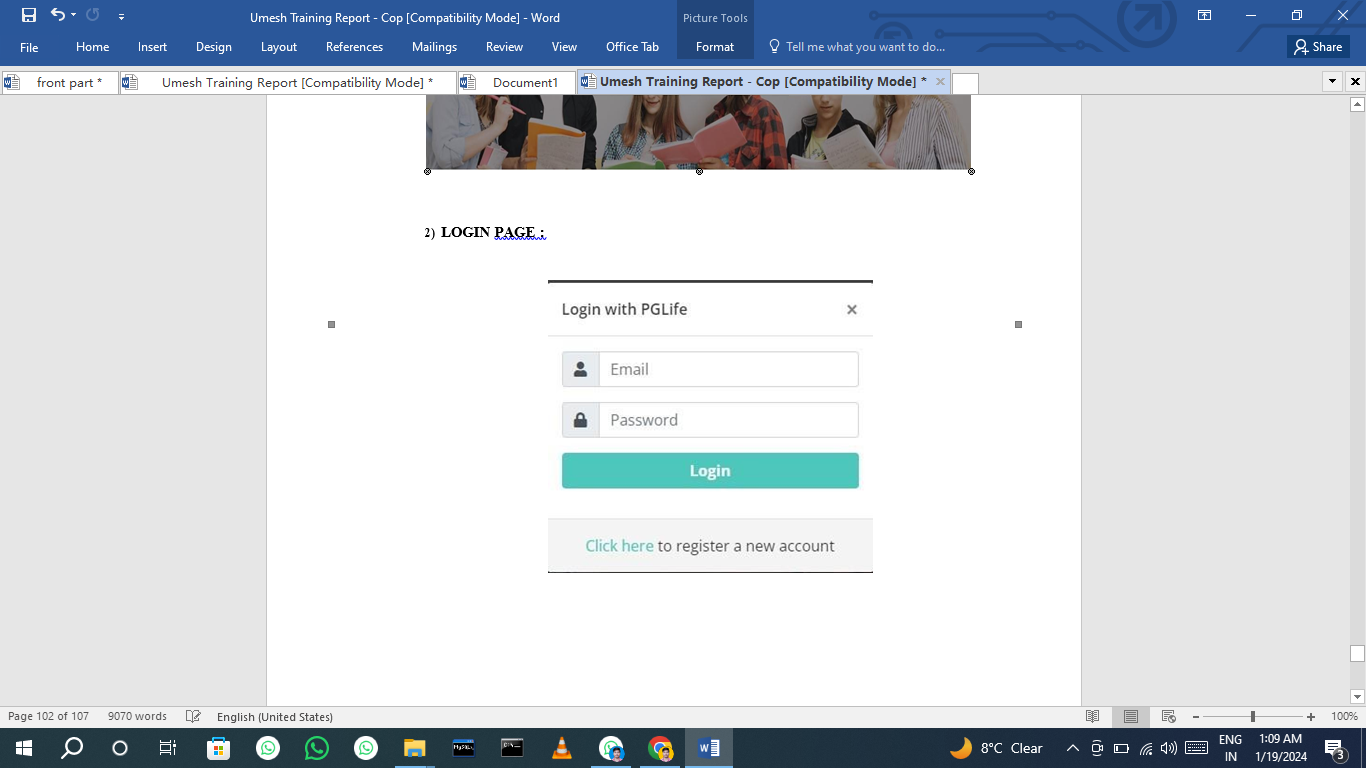 Umesh Training Report - Cop [Compatibility Mode] - Word
Picture Tools
File Home Insert Design Layout References Mailings Review View Office Tab Format Tell me what you want to do... Share
front part * Umesh Training Report [Compatibility Mode] * Document1 Umesh Training Report - Cop [Compatibility Mode] *
2) LOGIN PAGE :
Login with PGLife ×
Email
Password
Login
Click here to register a new account
Page 102 of 107 9070 words English (United States) 100%
MySQL 8°C Clear ENG 1:09 AM
IN 1/19/2024 3